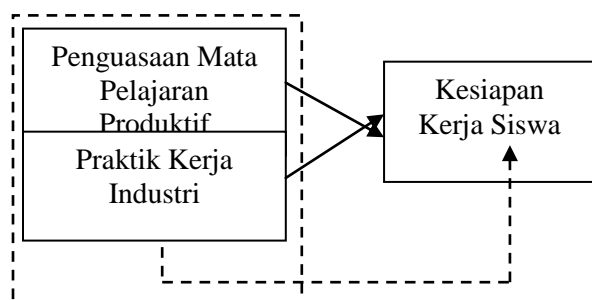 Penguasaan Mata
Pelajaran
Produktif
Praktik Kerja
Industri
Kesiapan
Kerja Siswa